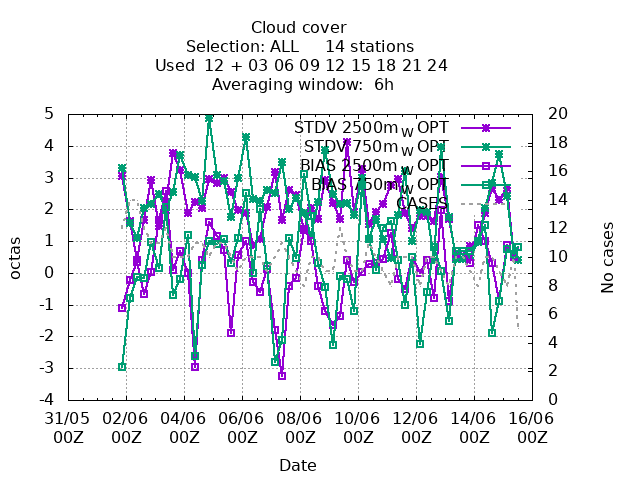 Cloud cover
Selection: ALL 14 stations
Used 12 + 03 06 09 12 15 18 21 24
Averaging window: 6h
STDV 2500m W OPT
STDV 750m W OPT
BIAS 2500m W OPT
BIAS 750m W OPT
CASES
5
4
3
2
1
0
-1
-2
-3
-4
octas
20
18
16
14
12
10
8
6
4
2
0
No cases
31/05 02/06 04/06 06/06 08/06 10/06 12/06 14/06 16/06
00Z 00Z 00Z 00Z 00Z 00Z 00Z 00Z 00Z
Date